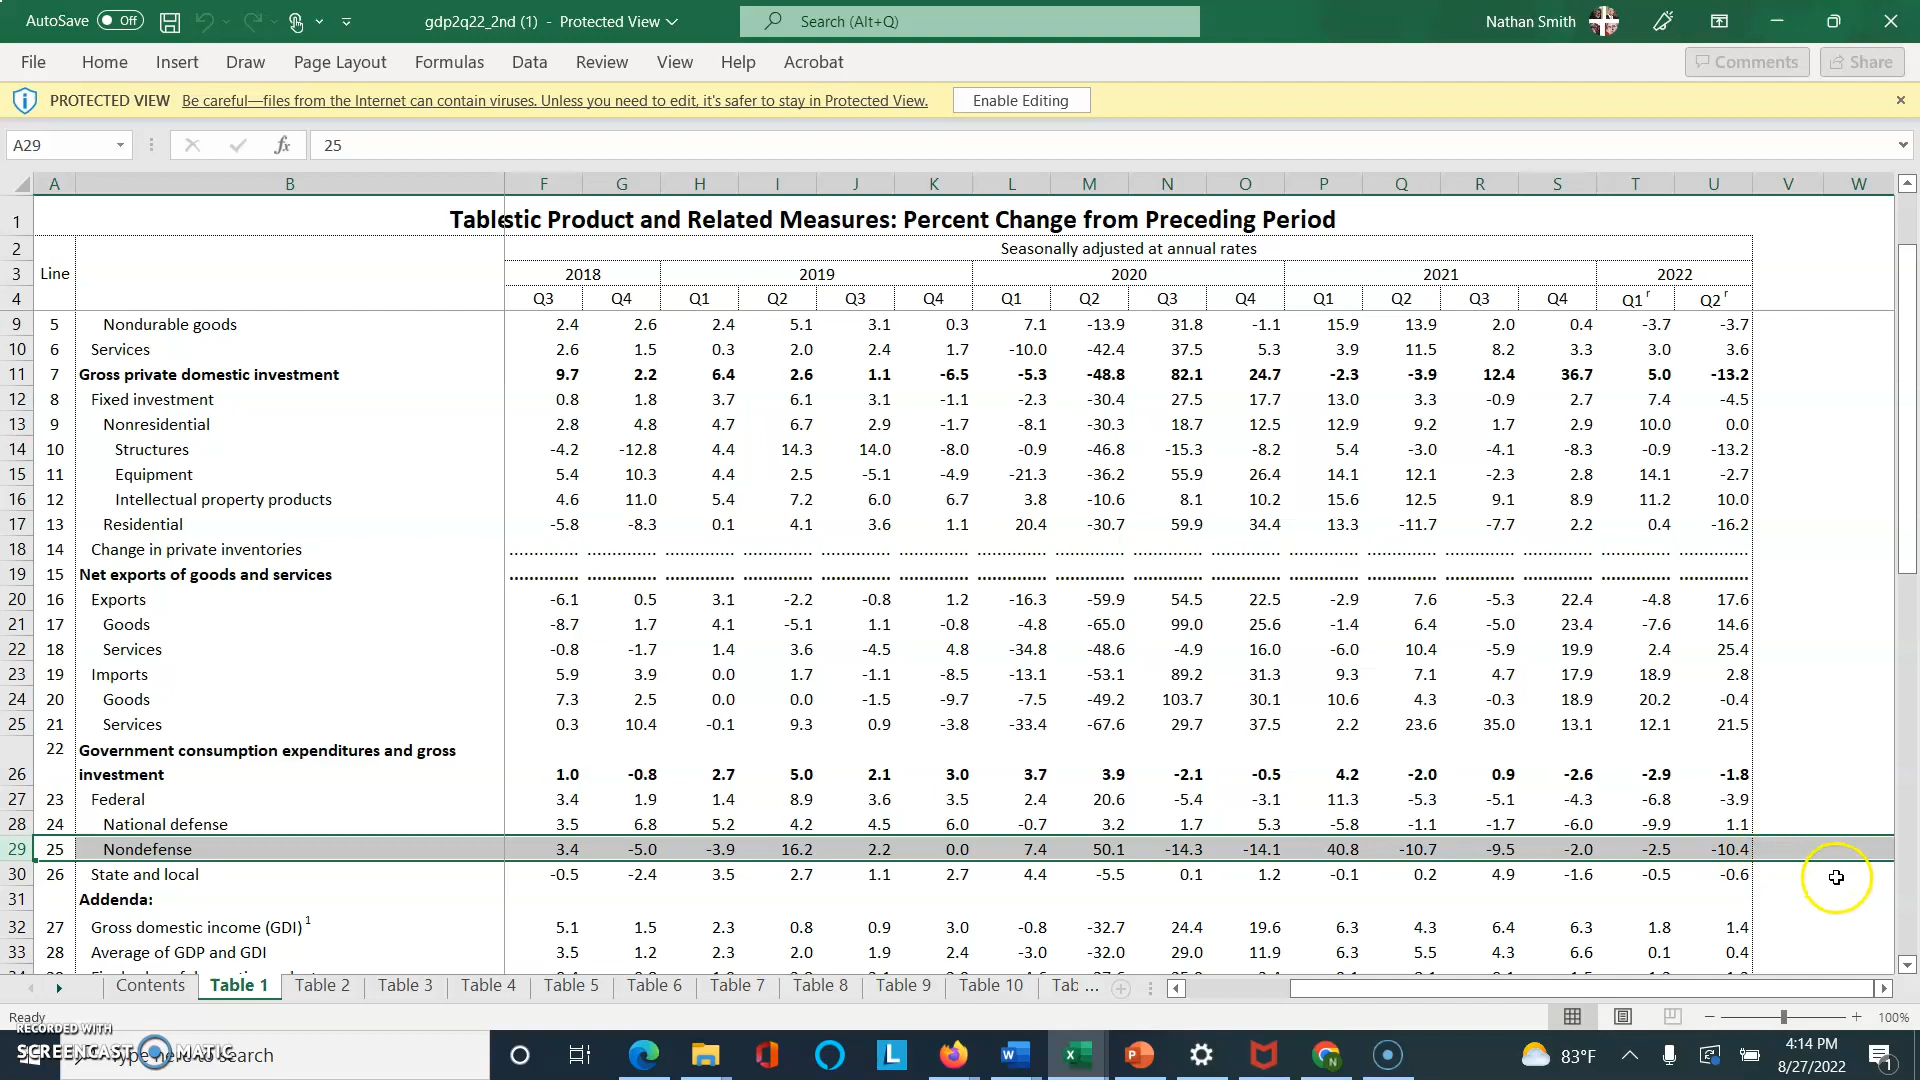 AutoSave Off gdp2q22_2nd (1) - Protected View Search (Alt+Q) Nathan Smith
File Home Insert Draw Page Layout Formulas Data Review View Help Acrobat Comments Share
PROTECTED VIEW Be careful—files from the Internet can contain viruses. Unless you need to edit, it's safer to stay in Protected View. Enable Editing
A29 fx 25
A B F G H I J K L M N O P Q R S T U V W
1 Tablestic Product and Related Measures: Percent Change from Preceding Period
2 Seasonally adjusted at annual rates
3 Line 2018 2019 2020 2021 2022
4 Q3 Q4 Q1 Q2 Q3 Q4 Q1 Q2 Q3 Q4 Q1 Q2 Q3 Q4 Q1 r Q2 r
9 5 Nondurable goods 2.4 2.6 2.4 5.1 3.1 0.3 7.1 -13.9 31.8 -1.1 15.9 13.9 2.0 0.4 -3.7 -3.7
10 6 Services 2.6 1.5 0.3 2.0 2.4 1.7 -10.0 -42.4 37.5 5.3 3.9 11.5 8.2 3.3 3.0 3.6
11 7 Gross private domestic investment 9.7 2.2 6.4 2.6 1.1 -6.5 -5.3 -48.8 82.1 24.7 -2.3 -3.9 12.4 36.7 5.0 -13.2
12 8 Fixed investment 0.8 1.8 3.7 6.1 3.1 -1.1 -2.3 -30.4 27.5 17.7 13.0 3.3 -0.9 2.7 7.4 -4.5
13 9 Nonresidential 2.8 4.8 4.7 6.7 2.9 -1.7 -8.1 -30.3 18.7 12.5 12.9 9.2 1.7 2.9 10.0 0.0
14 10 Structures -4.2 -12.8 4.4 14.3 14.0 -8.0 -0.9 -46.8 -15.3 -8.2 5.4 -3.0 -4.1 -8.3 -0.9 -13.2
15 11 Equipment 5.4 10.3 4.4 2.5 -5.1 -4.9 -21.3 -36.2 55.9 26.4 14.1 12.1 -2.3 2.8 14.1 -2.7
16 12 Intellectual property products 4.6 11.0 5.4 7.2 6.0 6.7 3.8 -10.6 8.1 10.2 15.6 12.5 9.1 8.9 11.2 10.0
17 13 Residential -5.8 -8.3 0.1 4.1 3.6 1.1 20.4 -30.7 59.9 34.4 13.3 -11.7 -7.7 2.2 0.4 -16.2
18 14 Change in private inventories .............. .............. .............. .............. .............. .............. .............. .............. .............. .............. .............. .............. .............. .............. .............. ..............
19 15 Net exports of goods and services .............. .............. .............. .............. .............. .............. .............. .............. .............. .............. .............. .............. .............. .............. .............. ..............
20 16 Exports -6.1 0.5 3.1 -2.2 -0.8 1.2 -16.3 -59.9 54.5 22.5 -2.9 7.6 -5.3 22.4 -4.8 17.6
21 17 Goods -8.7 1.7 4.1 -5.1 1.1 -0.8 -4.8 -65.0 99.0 25.6 -1.4 6.4 -5.0 23.4 -7.6 14.6
22 18 Services -0.8 -1.7 1.4 3.6 -4.5 4.8 -34.8 -48.6 -4.9 16.0 -6.0 10.4 -5.9 19.9 2.4 25.4
23 19 Imports 5.9 3.9 0.0 1.7 -1.1 -8.5 -13.1 -53.1 89.2 31.3 9.3 7.1 4.7 17.9 18.9 2.8
24 20 Goods 7.3 2.5 0.0 0.0 -1.5 -9.7 -7.5 -49.2 103.7 30.1 10.6 4.3 -0.3 18.9 20.2 -0.4
25 21 Services 0.3 10.4 -0.1 9.3 0.9 -3.8 -33.4 -67.6 29.7 37.5 2.2 23.6 35.0 13.1 12.1 21.5
22 Government consumption expenditures and gross
26 investment 1.0 -0.8 2.7 5.0 2.1 3.0 3.7 3.9 -2.1 -0.5 4.2 -2.0 0.9 -2.6 -2.9 -1.8
27 23 Federal 3.4 1.9 1.4 8.9 3.6 3.5 2.4 20.6 -5.4 -3.1 11.3 -5.3 -5.1 -4.3 -6.8 -3.9
28 24 National defense 3.5 6.8 5.2 4.2 4.5 6.0 -0.7 3.2 1.7 5.3 -5.8 -1.1 -1.7 -6.0 -9.9 1.1
29 25 Nondefense 3.4 -5.0 -3.9 16.2 2.2 0.0 7.4 50.1 -14.3 -14.1 40.8 -10.7 -9.5 -2.0 -2.5 -10.4
30 26 State and local -0.5 -2.4 3.5 2.7 1.1 2.7 4.4 -5.5 0.1 1.2 -0.1 0.2 4.9 -1.6 -0.5 -0.6
31 Addenda:
32 27 Gross domestic income (GDI) 1 5.1 1.5 2.3 0.8 0.9 3.0 -0.8 -32.7 24.4 19.6 6.3 4.3 6.4 6.3 1.8 1.4
33 28 Average of GDP and GDI 3.5 1.2 2.3 2.0 1.9 2.4 -3.0 -32.0 29.0 11.9 6.3 5.5 4.3 6.6 0.1 0.4
Contents Table 1 Table 2 Table 3 Table 4 Table 5 Table 6 Table 7 Table 8 Table 9 Table 10 Tab ...
Ready 100%
RECORDED WITH
SCREENCAST MATIC
Type here to search 83°F 4:14 PM
8/27/2022 1